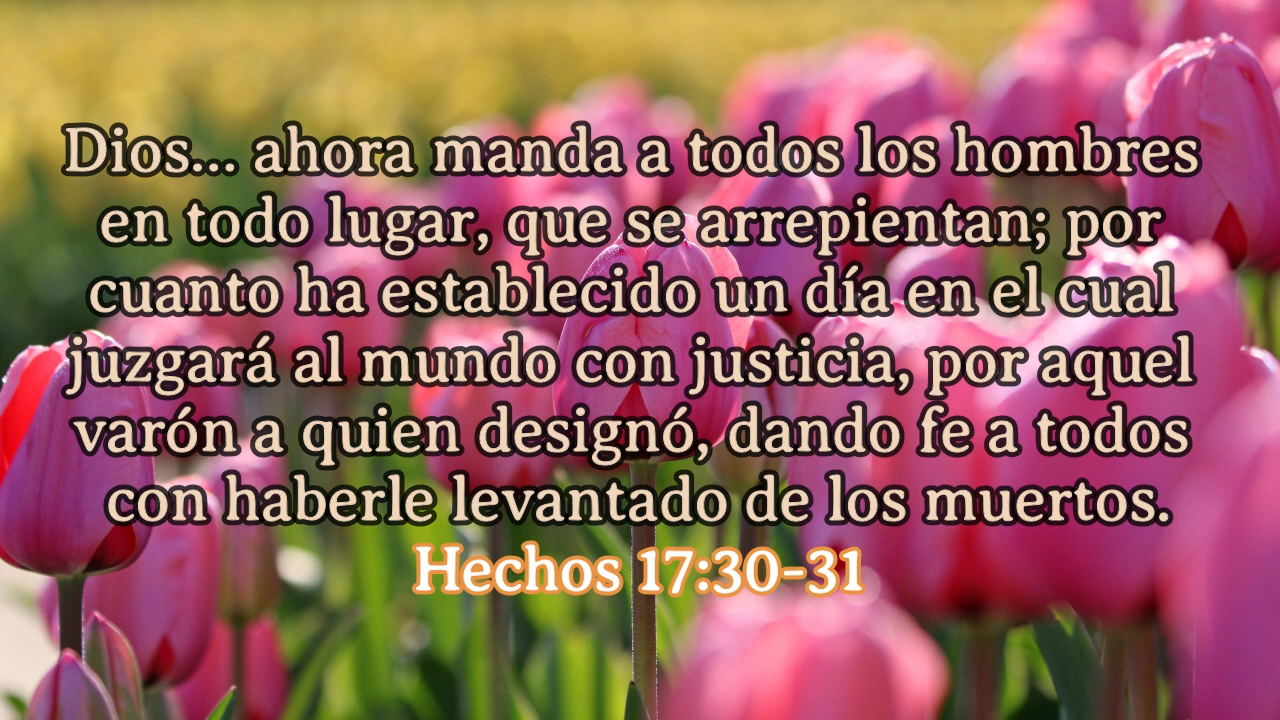 Dios... ahora manda a todos los hombres
en todo lugar, que se arrepientan; por
cuanto ha establecido un día en el cual
juzgará al mundo con justicia, por aquel
varón a quien designó, dando fe a todos
con haberle levantado de los muertos.
Hechos 17:30-31